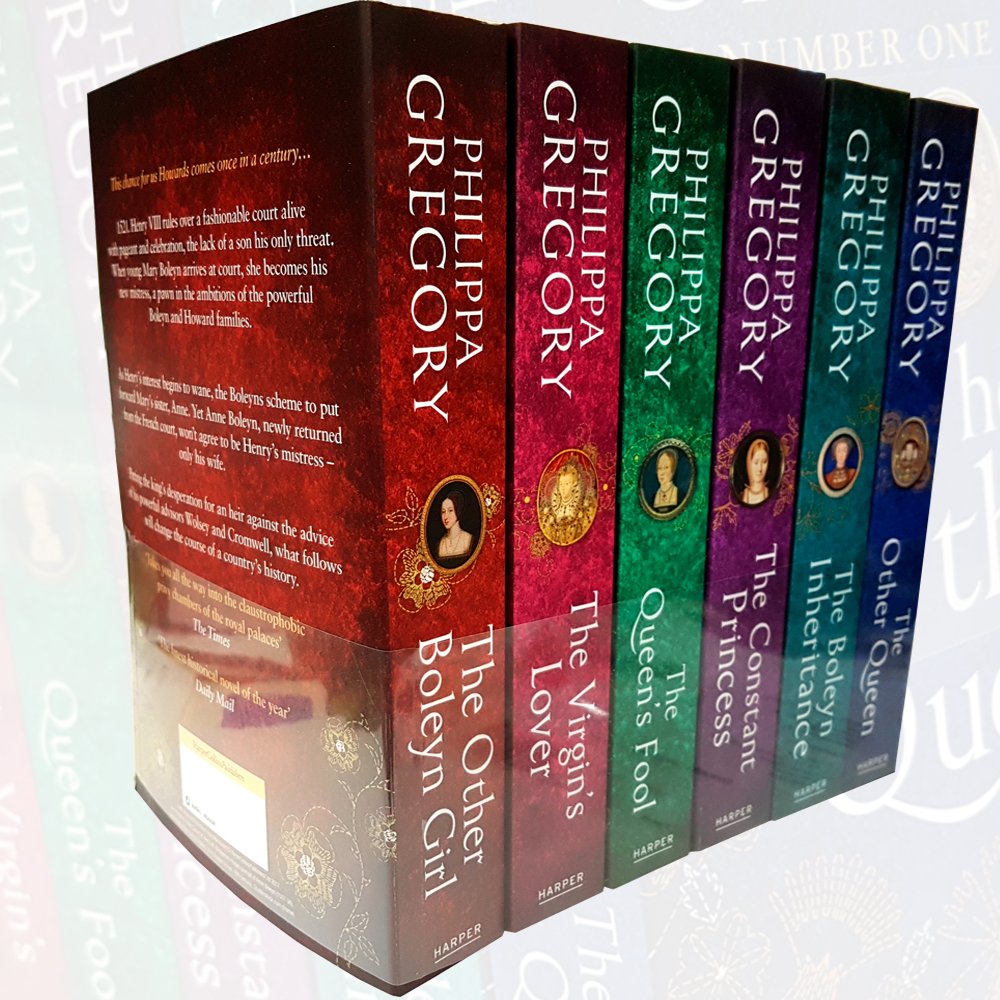 This chance for us Howards comes once in a century...
1521. Henry VIII rules over a fashionable court alive
with pageant and celebration, the lack of a son his only threat.
When young Mary Boleyn arrives at court, she becomes his
new mistress, a pawn in the ambitions of the powerful
Boleyn and Howard families.
As Henry's interest begins to wane, the Boleyns scheme to put
forward Mary's sister, Anne. Yet Anne Boleyn, newly returned
from the French court, won't agree to be Henry's mistress –
only his wife.
Pitting the king's desperation for an heir against the advice
of his powerful advisors Wolsey and Cromwell, what follows
will change the course of a country's history.
'Takes you all the way into the claustrophobic
privy chambers of the royal palaces'
The Times
'The finest historical novel of the year'
Daily Mail
HarperCollinsPublishers
PHILIPPA
GREGORY
The Other
Boleyn Girl
HARPER
PHILIPPA
GREGORY
The Virgin's
Lover
HARPER
PHILIPPA
GREGORY
The
Queen's Fool
HARPER
PHILIPPA
GREGORY
The Constant
Princess
HARPER
PHILIPPA
GREGORY
The Boleyn
Inheritance
HARPER
PHILIPPA
GREGORY
The
Other Queen
HARPER
NUMBER ONE